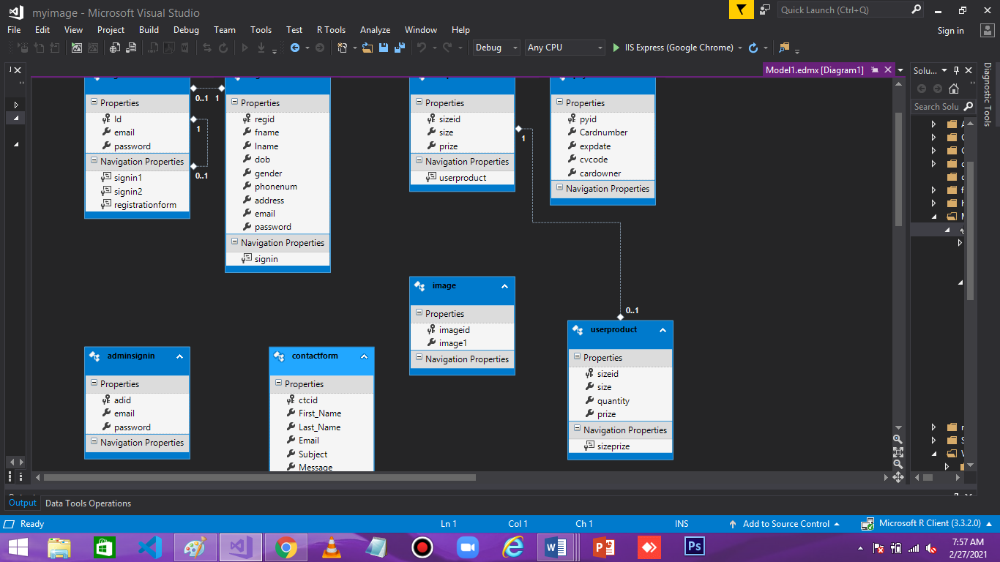 myimage - Microsoft Visual Studio
Quick Launch (Ctrl+Q)
File Edit View Project Build Debug Team Tools Test R Tools Analyze Window Help
Sign in
Debug Any CPU IIS Express (Google Chrome)
Model1.edmx [Diagram1]
Solu...
Search Solu
Diagnostic Tools
Properties
Id
email
password
Navigation Properties
signin1
signin2
registrationform
0..1 1
1
0..1
Properties
regid
fname
lname
dob
gender
phonenum
address
email
password
Navigation Properties
signin
Properties
sizeid
size
prize
Navigation Properties
userproduct
1
Properties
pyid
Cardnumber
expdate
cvcode
cardowner
Navigation Properties
image
Properties
imageid
image1
Navigation Properties
0..1
userproduct
Properties
sizeid
size
quantity
prize
Navigation Properties
sizeprize
adminsignin
Properties
adid
email
password
Navigation Properties
contactform
Properties
ctcid
First_Name
Last_Name
Email
Subject
Message
Output Data Tools Operations
Ready Ln 1 Col 1 Ch 1 INS Add to Source Control Microsoft R Client (3.3.2.0)
7:57 AM
2/27/2021